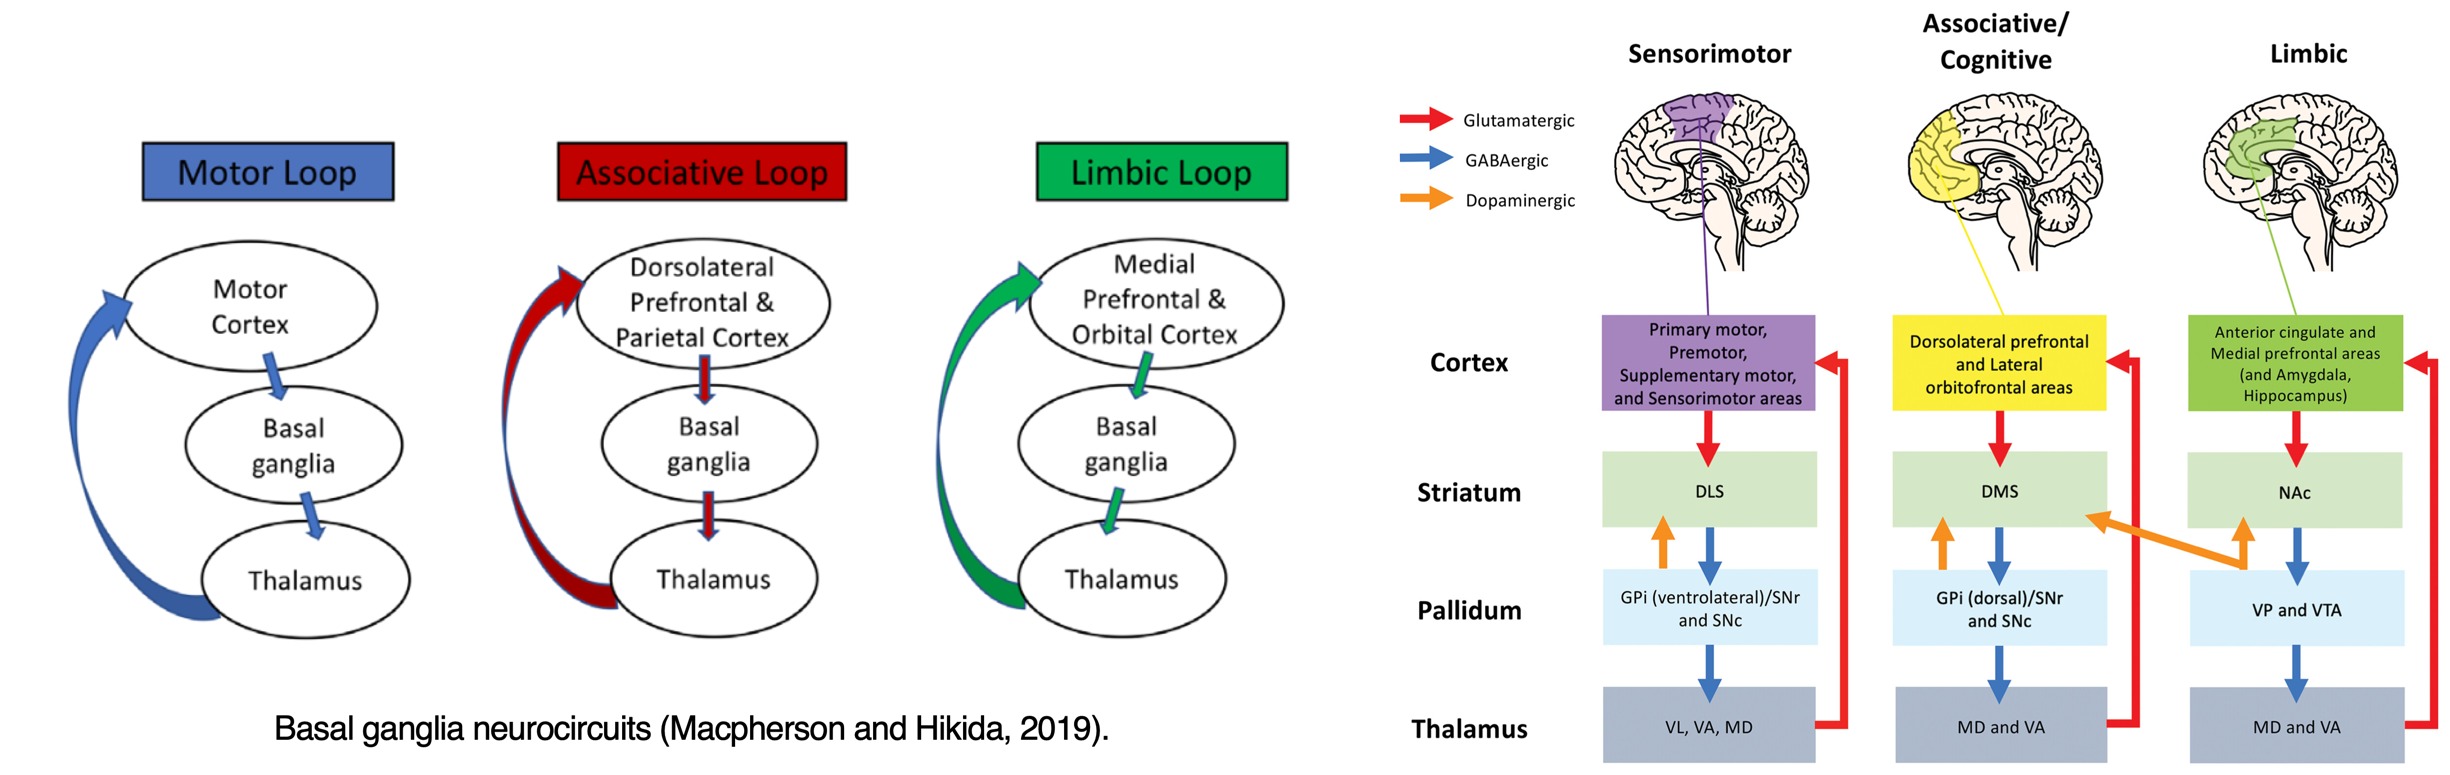 Motor Loop
Motor
Cortex
Basal
ganglia
Thalamus
Associative Loop
Dorsolateral
Prefrontal &
Parietal Cortex
Basal
ganglia
Thalamus
Limbic Loop
Medial
Prefrontal &
Orbital Cortex
Basal
ganglia
Thalamus
Basal ganglia neurocircuits (Macpherson and Hikida, 2019).
Glutamatergic
GABAergic
Dopaminergic
Sensorimotor
Associative/
Cognitive
Limbic
Cortex
Primary motor,
Premotor,
Supplementary motor,
and Sensorimotor areas
Dorsolateral prefrontal
and Lateral
orbitofrontal areas
Anterior cingulate and
Medial prefrontal areas
(and Amygdala,
Hippocampus)
Striatum
DLS
DMS
NAc
Pallidum
GPi (ventrolateral)/SNr
and SNc
GPi (dorsal)/SNr
and SNc
VP and VTA
Thalamus
VL, VA, MD
MD and VA
MD and VA